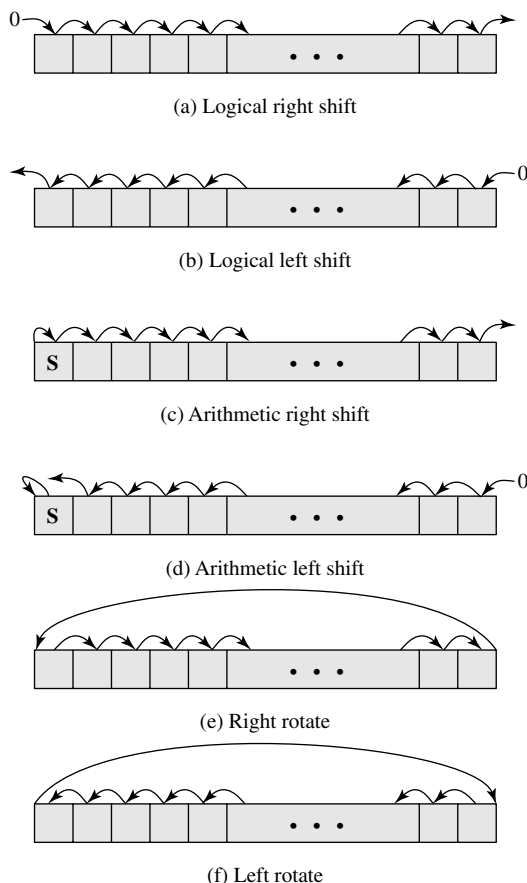 0
• • •
(a) Logical right shift
0
• • •
(b) Logical left shift
S
• • •
(c) Arithmetic right shift
0
S
• • •
(d) Arithmetic left shift
• • •
(e) Right rotate
• • •
(f) Left rotate